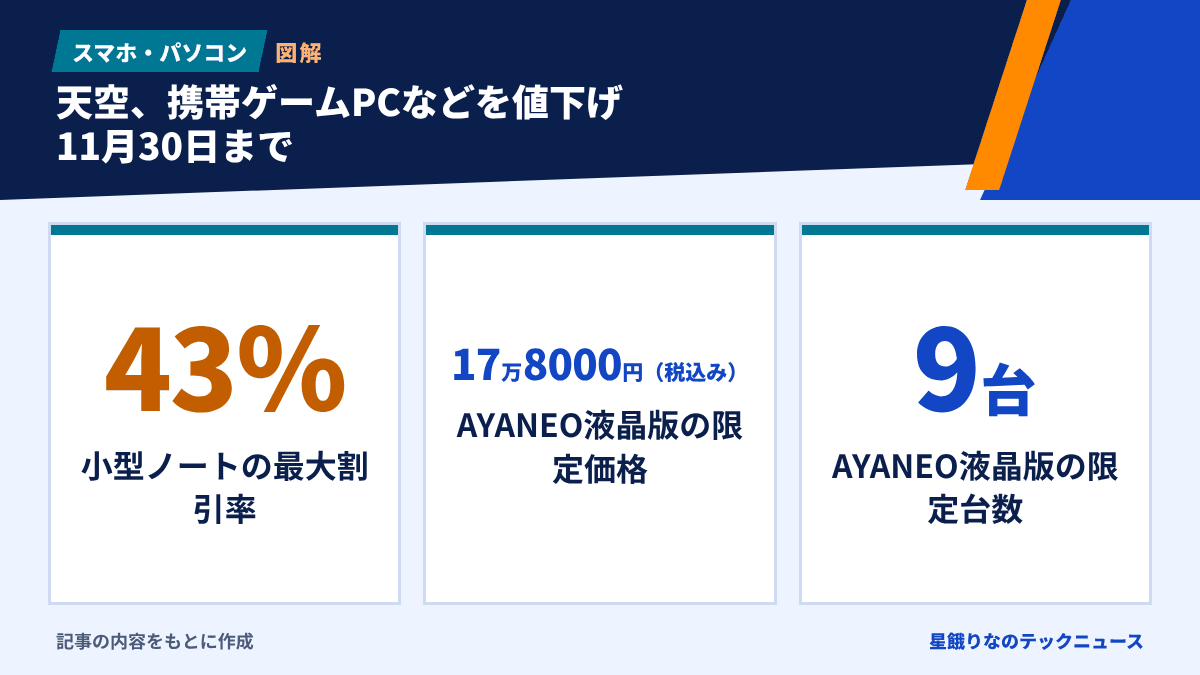 スマホ・パソコン 図解
天空、携帯ゲームPCなどを値下げ
11月30日まで
43%
小型ノートの最大割
引率
17万8000円（税込み）
AYANEO液晶版の限
定価格
9台
AYANEO液晶版の限
定台数
記事の内容をもとに作成
星餓りなのテックニュース